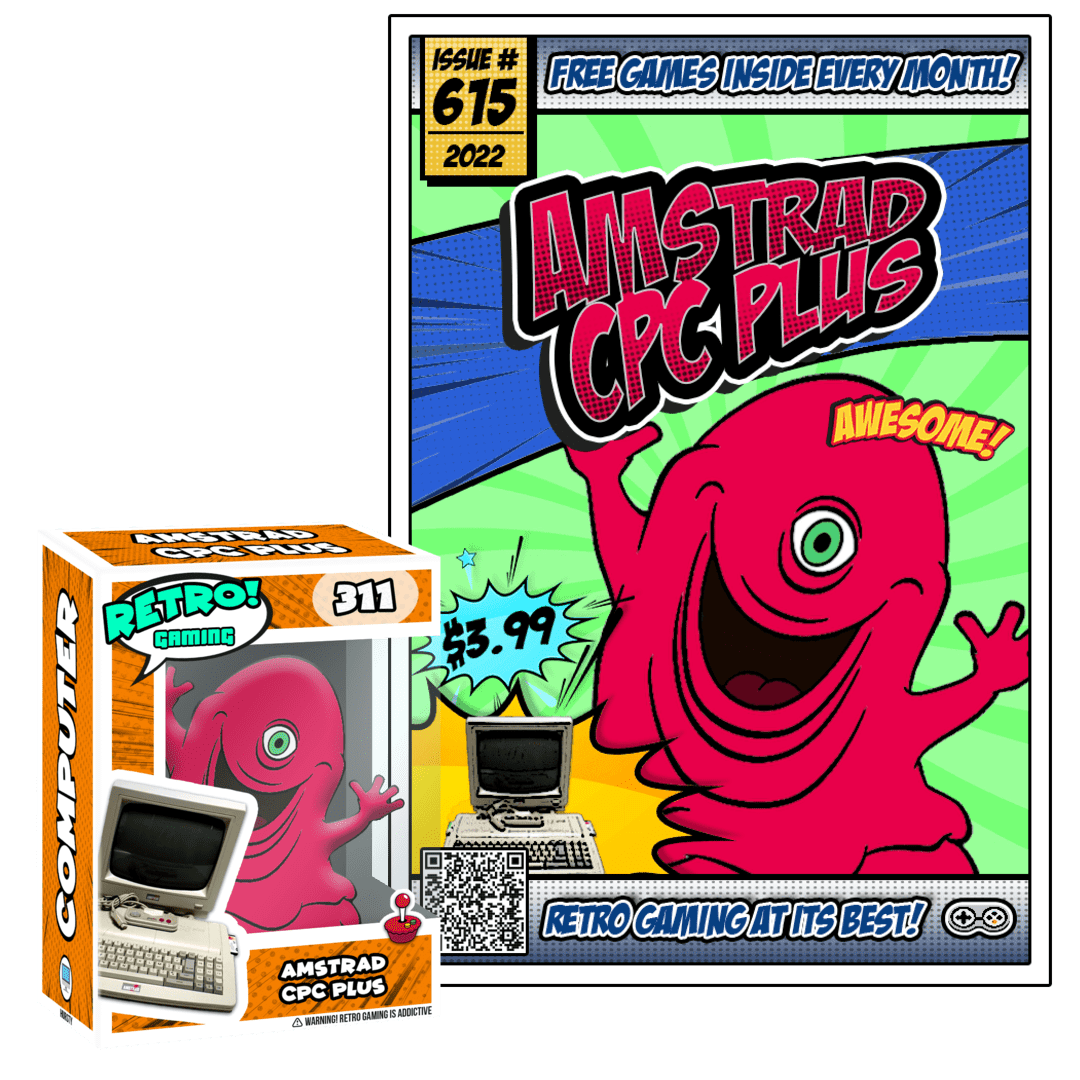 ISSUE #
615
2022
FREE GAMES INSIDE EVERY MONTH!
AMSTRAD
CPC PLUS
AWESOME!
$3.99
RETRO GAMING AT ITS BEST!
AMSTRAD
CPC PLUS
RETRO!
GAMING
311
COMPUTER
AMSTRAD
CPC PLUS
WARNING! RETRO GAMING IS ADDICTIVE